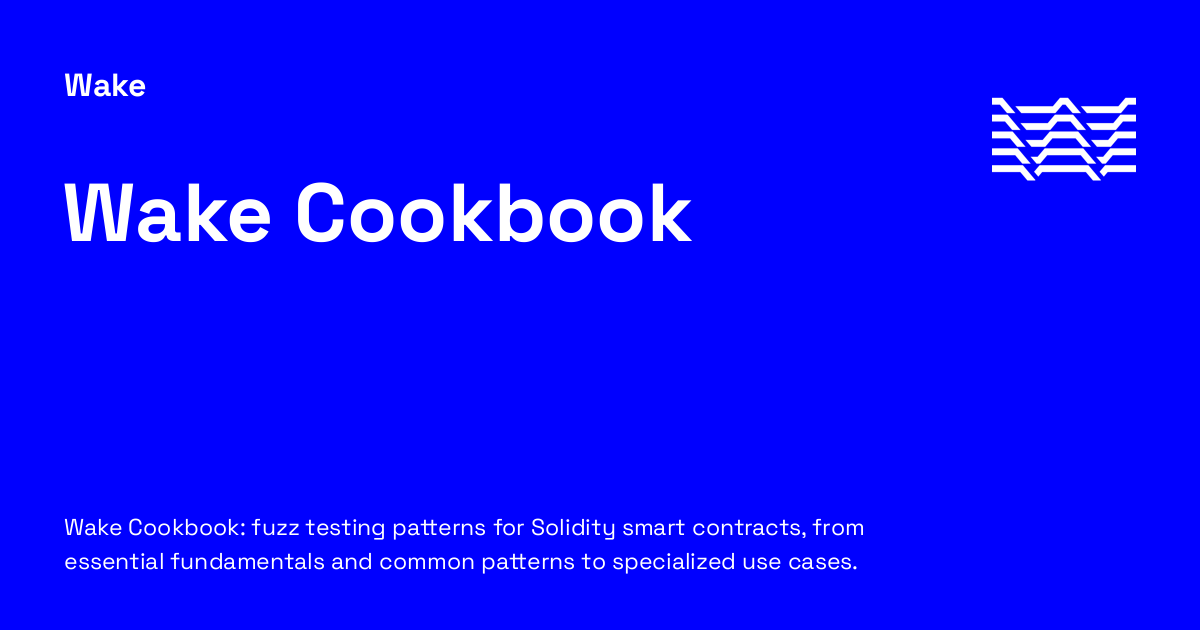 Wake
Wake Cookbook
Wake Cookbook: fuzz testing patterns for Solidity smart contracts, from
essential fundamentals and common patterns to specialized use cases.